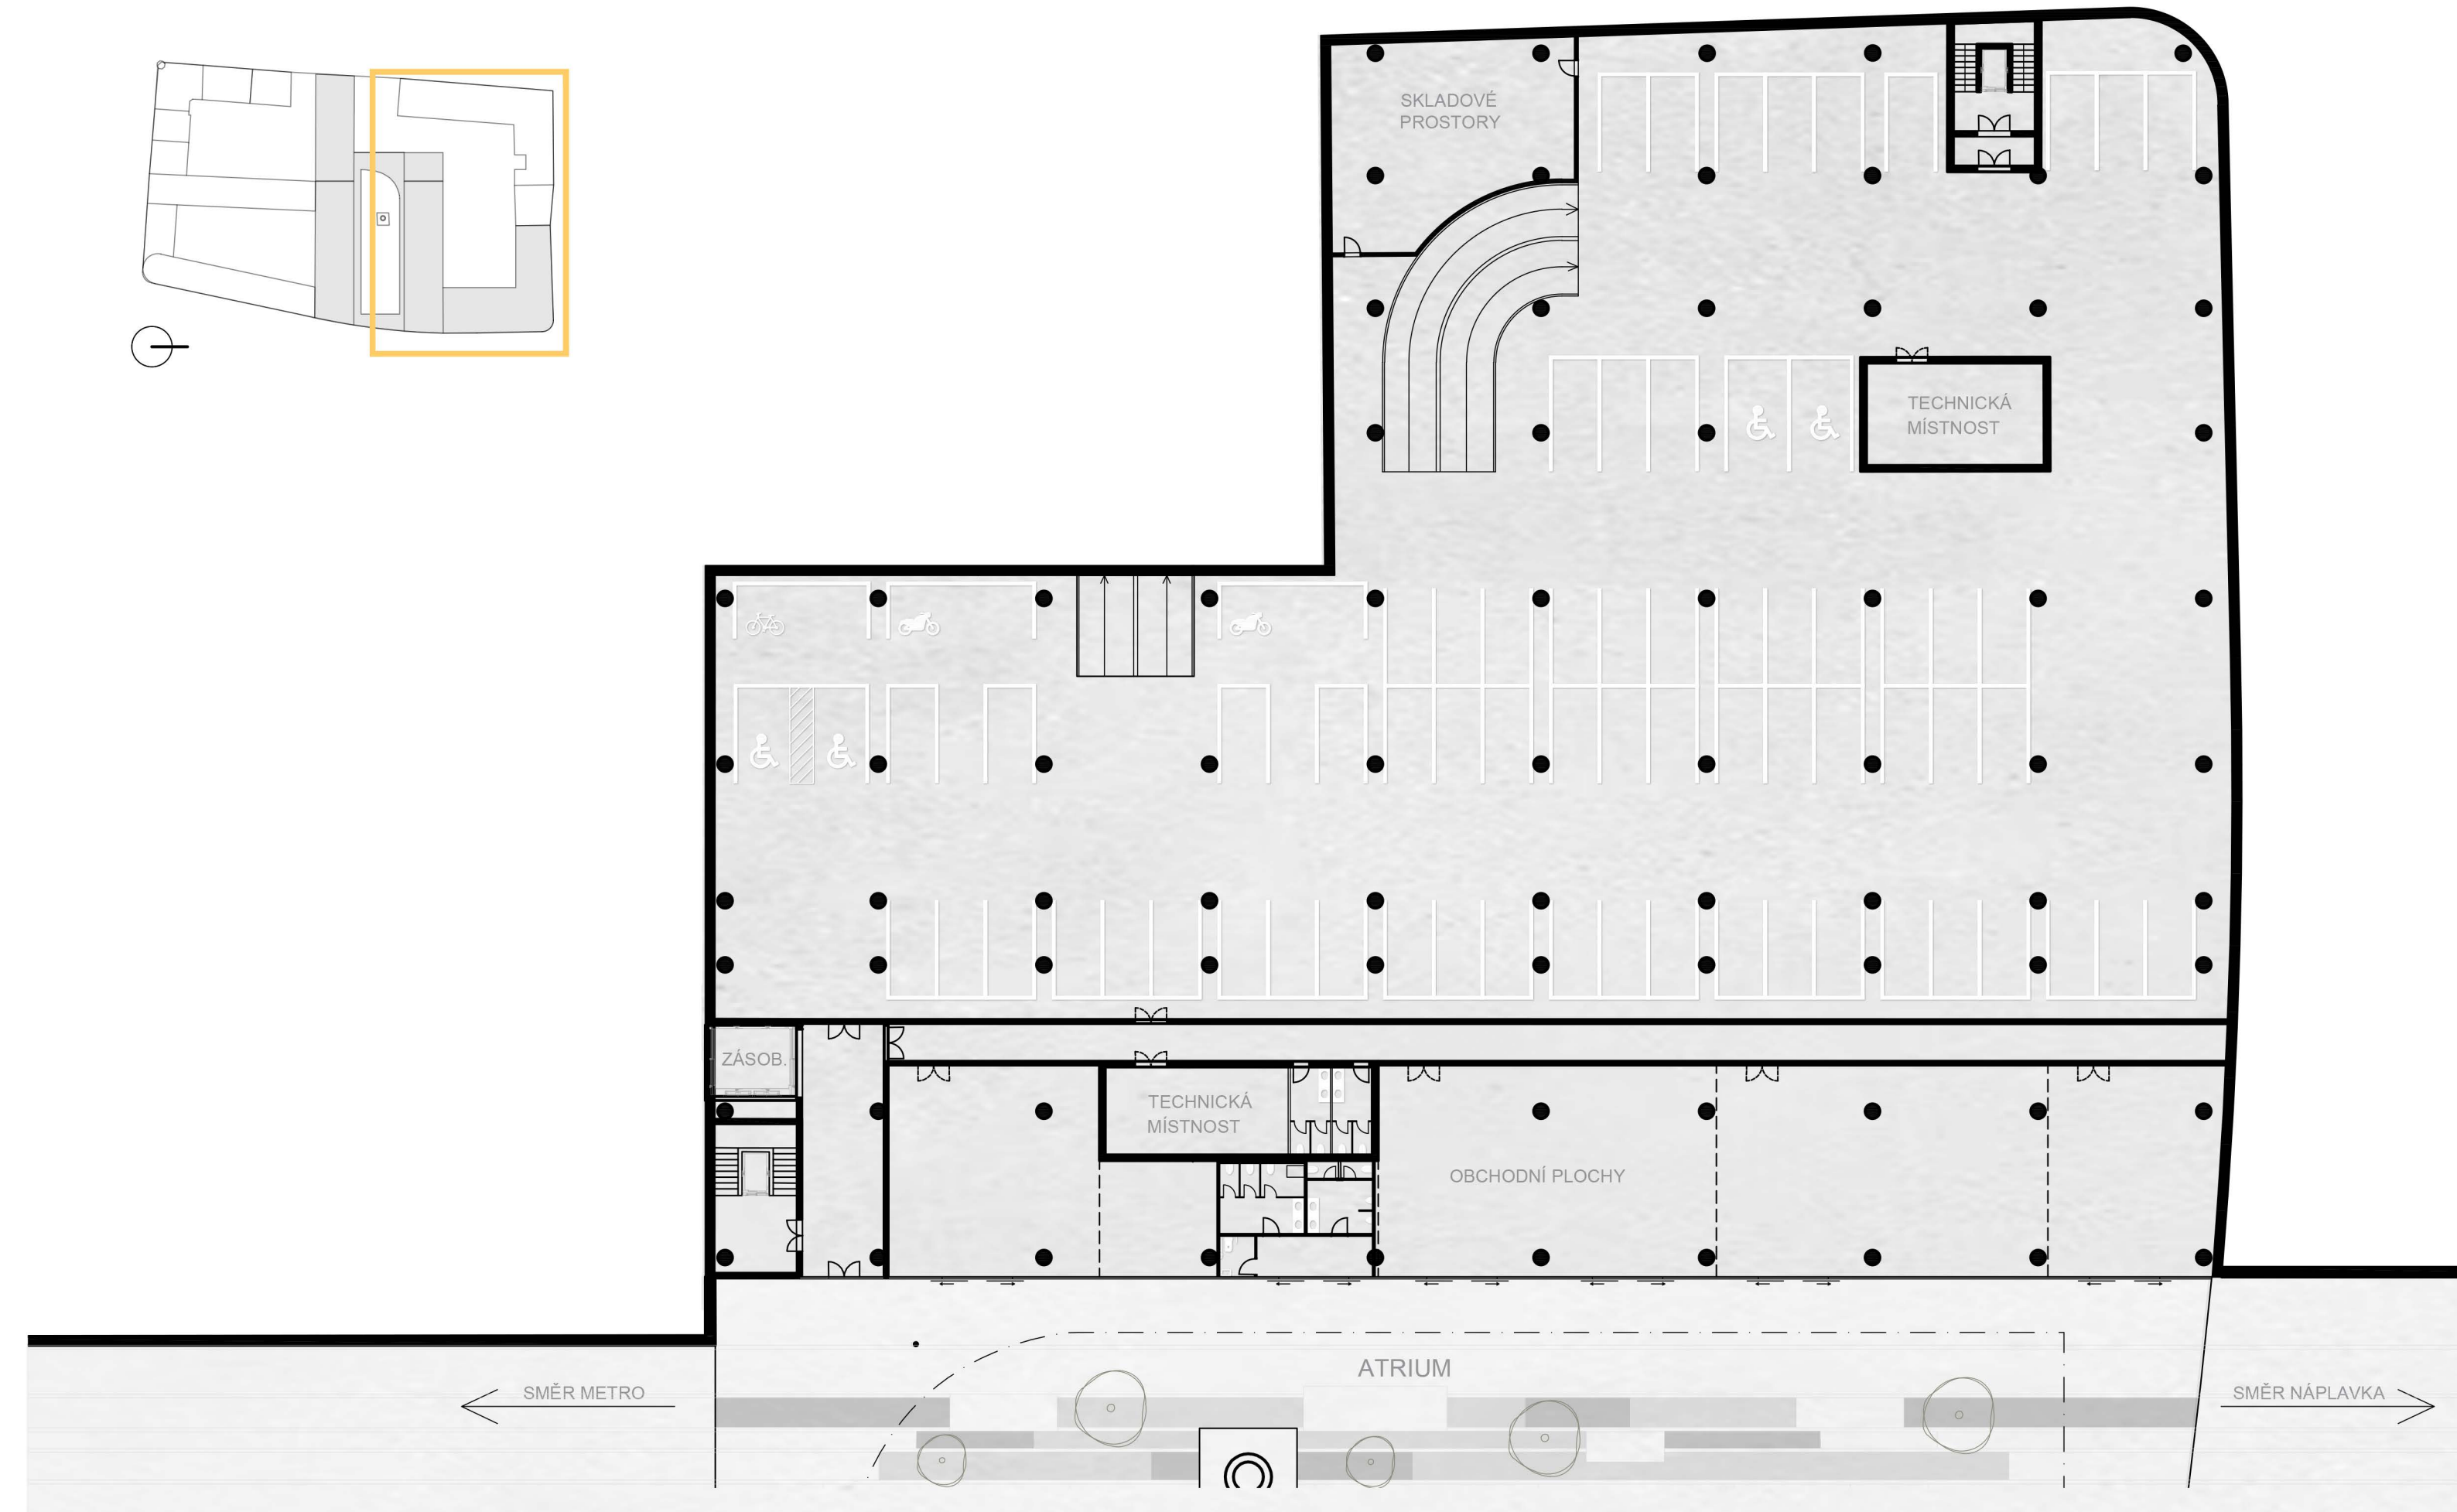 SKLADOVÉ
PROSTORY
TECHNICKÁ
MÍSTNOST
ZÁSOB.
TECHNICKÁ
MÍSTNOST
OBCHODNÍ PLOCHY
ATRIUM
SMĚR METRO
SMĚR NÁPLAVKA